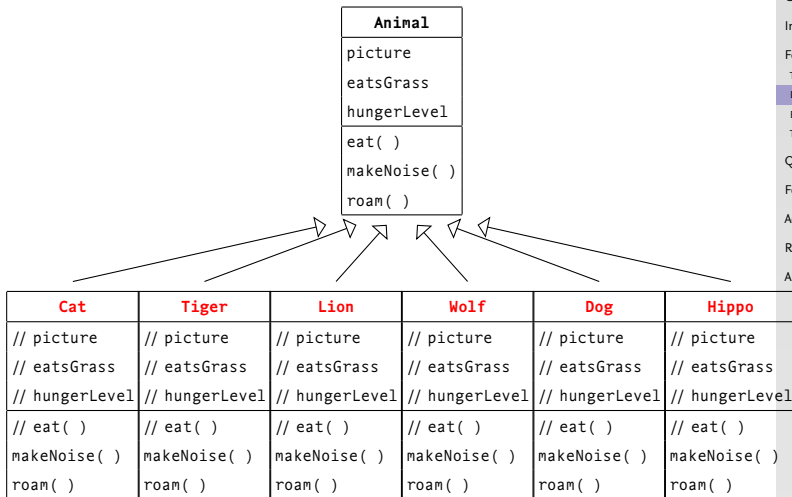 Animal
picture
eatsGrass
hungerLevel
eat( )
makeNoise( )
roam( )
Cat
// picture
// eatsGrass
// hungerLevel
// eat( )
makeNoise( )
roam( )
Tiger
// picture
// eatsGrass
// hungerLevel
// eat( )
makeNoise( )
roam( )
Lion
// picture
// eatsGrass
// hungerLevel
// eat( )
makeNoise( )
roam( )
Wolf
// picture
// eatsGrass
// hungerLevel
// eat( )
makeNoise( )
roam( )
Dog
// picture
// eatsGrass
// hungerLevel
// eat( )
makeNoise( )
roam( )
Hippo
// picture
// eatsGrass
// hungerLevel
// eat( )
makeNoise( )
roam( )